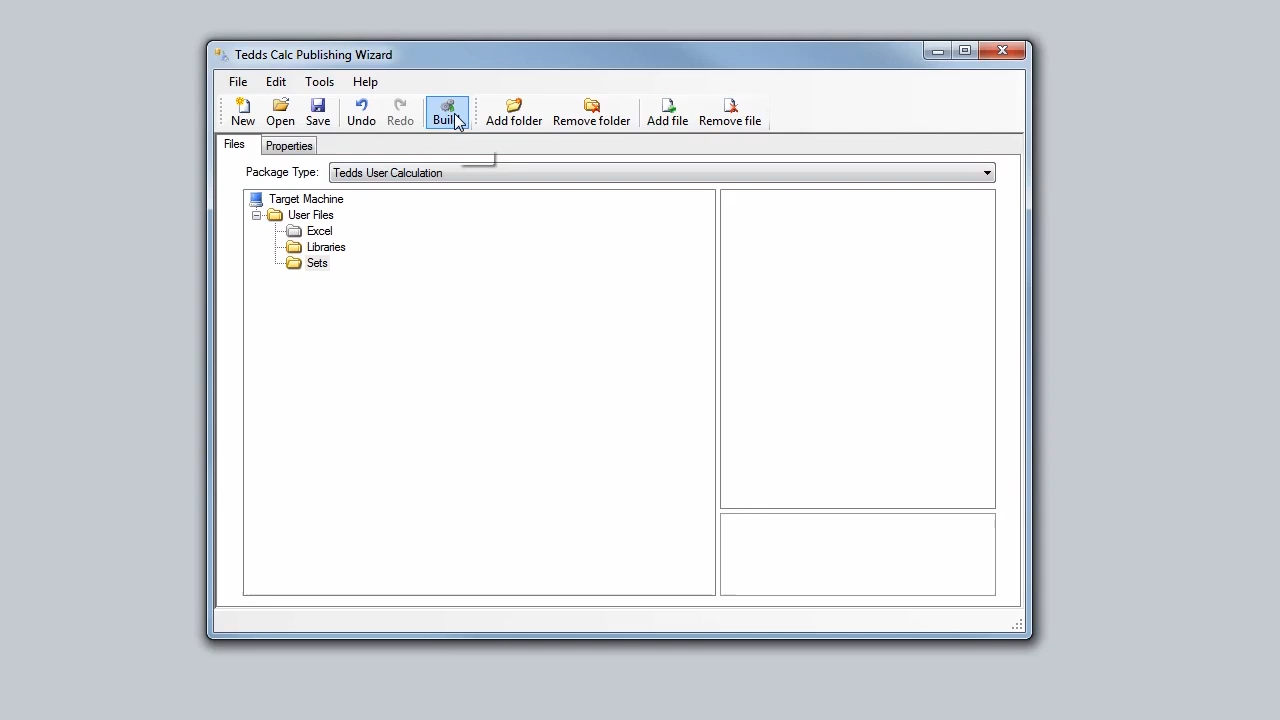 Tedds Calc Publishing Wizard
File Edit Tools Help
New Open Save Undo Redo Buil Add folder Remove folder Add file Remove file
Files Properties
Package Type: Tedds User Calculation
Target Machine
User Files
Excel
Libraries
Sets